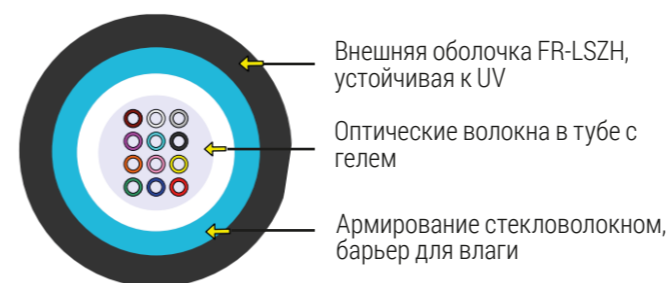 Внешняя оболочка FR-LSZH,
устойчивая к UV
Оптические волокна в тубе с
гелем
Армирование стекловолокном,
барьер для влаги